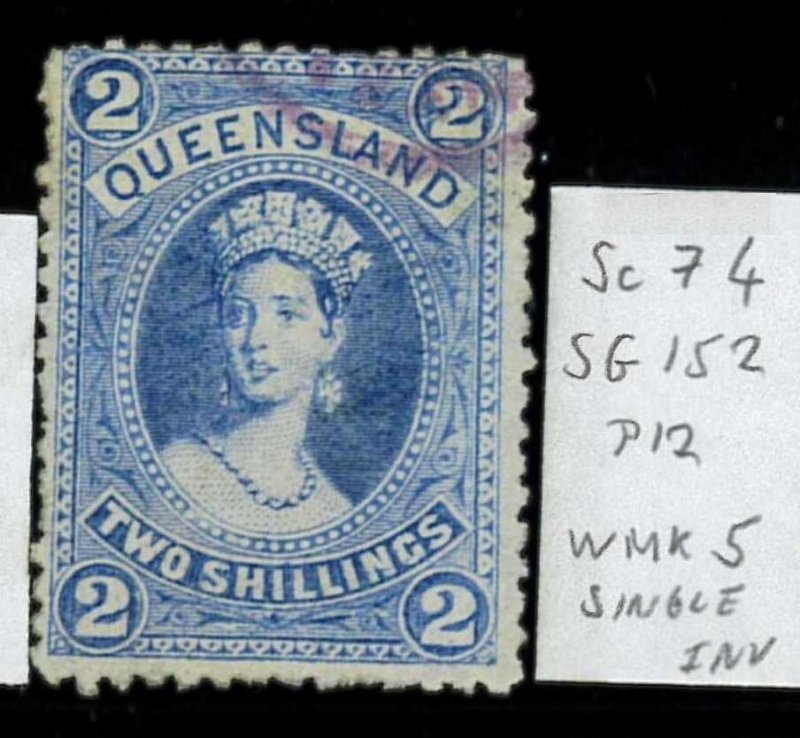 2 2
QUEENSLAND
TWO SHILLINGS
2 2
Sc 74
SG 152
P12
WMK 5
SINGLE
INV